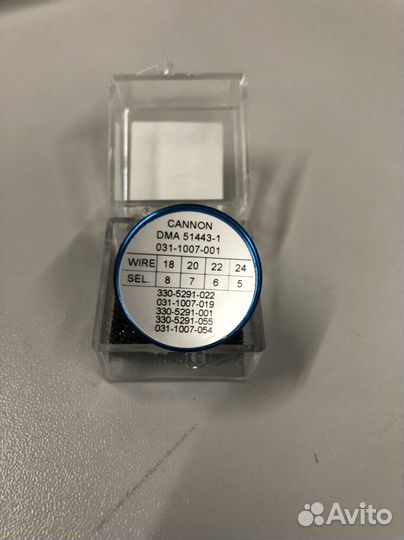 CANNON
DMA 51443-1
031-1007-001
WIRE 18 20 22 24
SEL. 8 7 6 5
330-5291-022
031-1007-019
330-5291-001
330-5291-055
031-1007-054
Avito